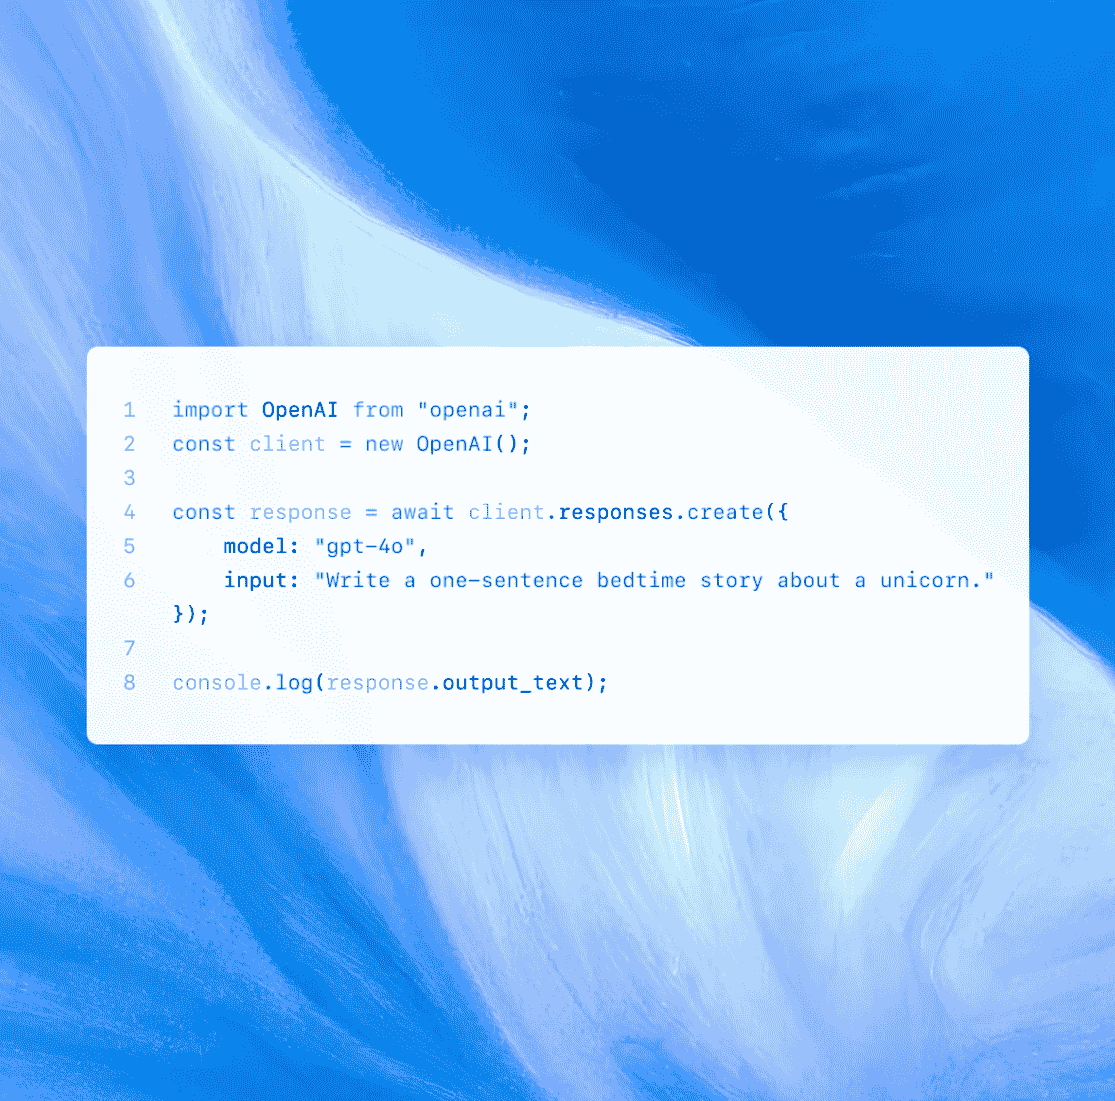 1 import OpenAI from "openai";
2 const client = new OpenAI();
3
4 const response = await client.responses.create({
5     model: "gpt-4o",
6     input: "Write a one-sentence bedtime story about a unicorn."
});
7
8 console.log(response.output_text);